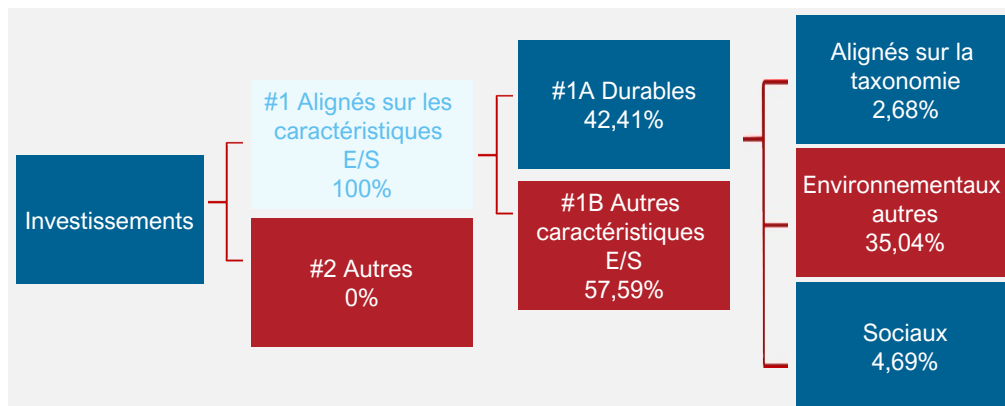 Investissements
#1 Alignés sur les
caractéristiques
E/S
100%
#2 Autres
0%
#1A Durables
42,41%
#1B Autres
caractéristiques
E/S
57,59%
Alignés sur la
taxonomie
2,68%
Environnementaux
autres
35,04%
Sociaux
4,69%